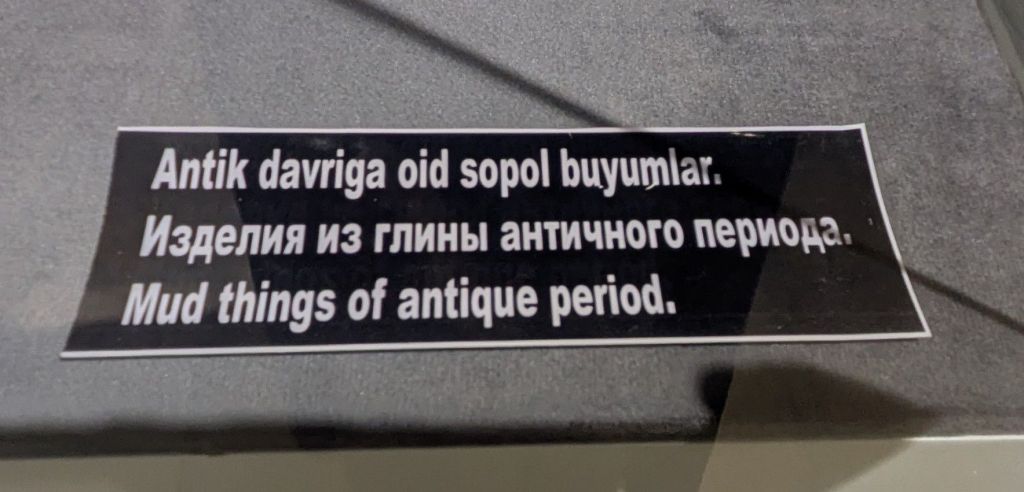 Antik davriga oid sopol buyumlar.
Изделия из глины античного периода.
Mud things of antique period.